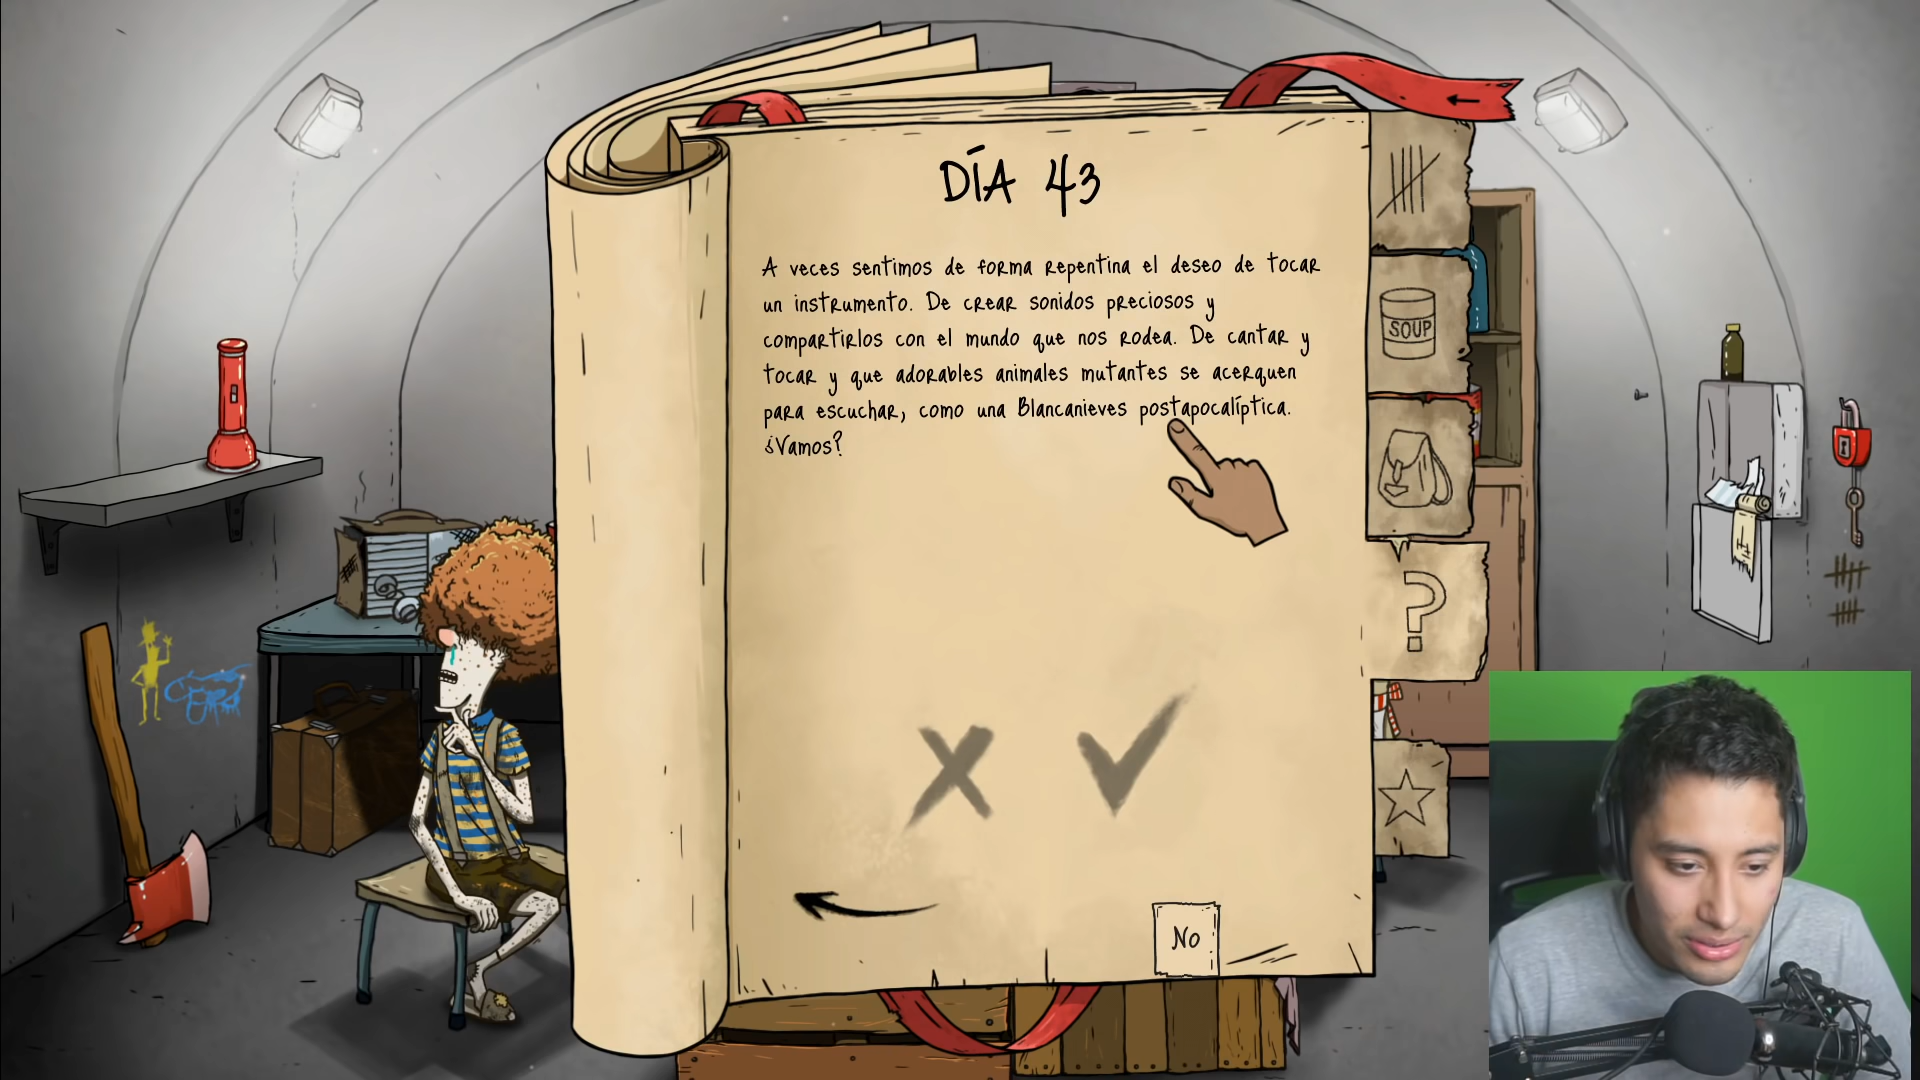 DÍA 43
A veces sentimos de forma repentina el deseo de tocar
un instrumento. De crear sonidos preciosos y
compartirlos con el mundo que nos rodea. De cantar y
tocar y que adorables animales mutantes se acerquen
para escuchar, como una Blancanieves postapocalíptica.
¿Vamos?
SOUP
?
No